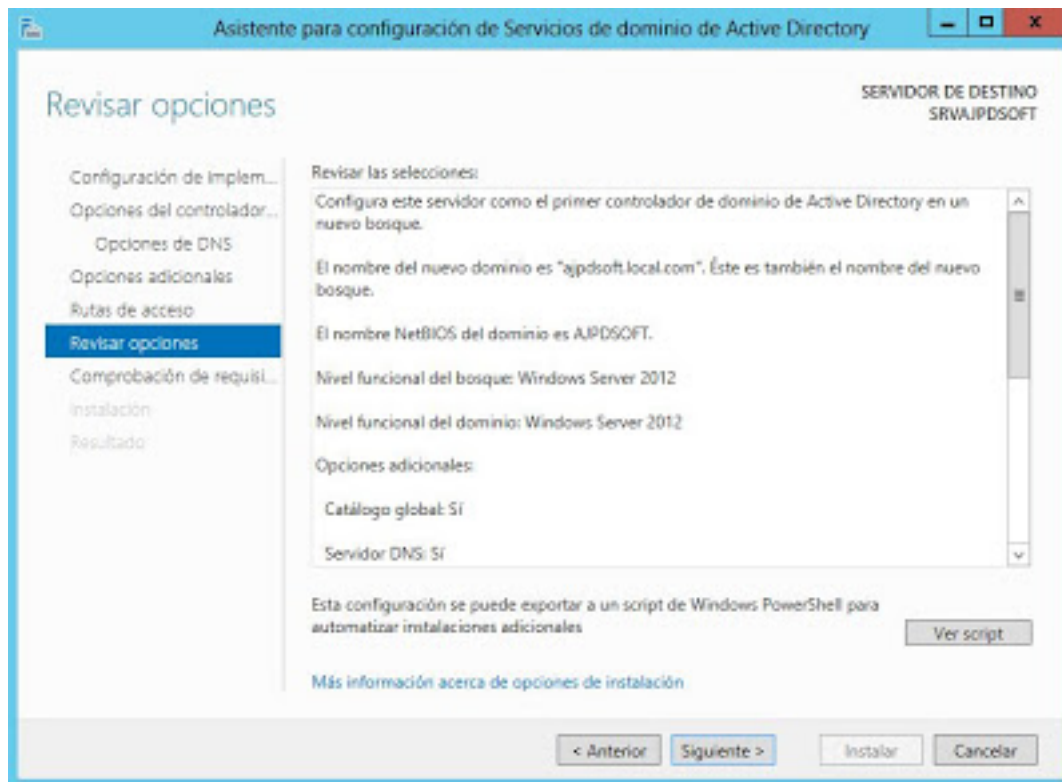 Asistente para configuración de Servicios de dominio de Active Directory
Revisar opciones
SERVIDOR DE DESTINO
SRVAJPDSOFT
Configuración de implem...
Opciones del controlador...
Opciones de DNS
Opciones adicionales
Rutas de acceso
Revisar opciones
Comprobación de requisi...
Instalación
Resultado
Revisar las selecciones:
Configura este servidor como el primer controlador de dominio de Active Directory en un
nuevo bosque.
El nombre del nuevo dominio es "ajpdsoft.local.com". Éste es también el nombre del nuevo
bosque.
El nombre NetBIOS del dominio es AJPDSOFT.
Nivel funcional del bosque: Windows Server 2012
Nivel funcional del dominio: Windows Server 2012
Opciones adicionales:
Catálogo global: Sí
Servidor DNS: Sí
Esta configuración se puede exportar a un script de Windows PowerShell para
automatizar instalaciones adicionales
Ver script
Más información acerca de opciones de instalación
< Anterior
Siguiente >
Instalar
Cancelar